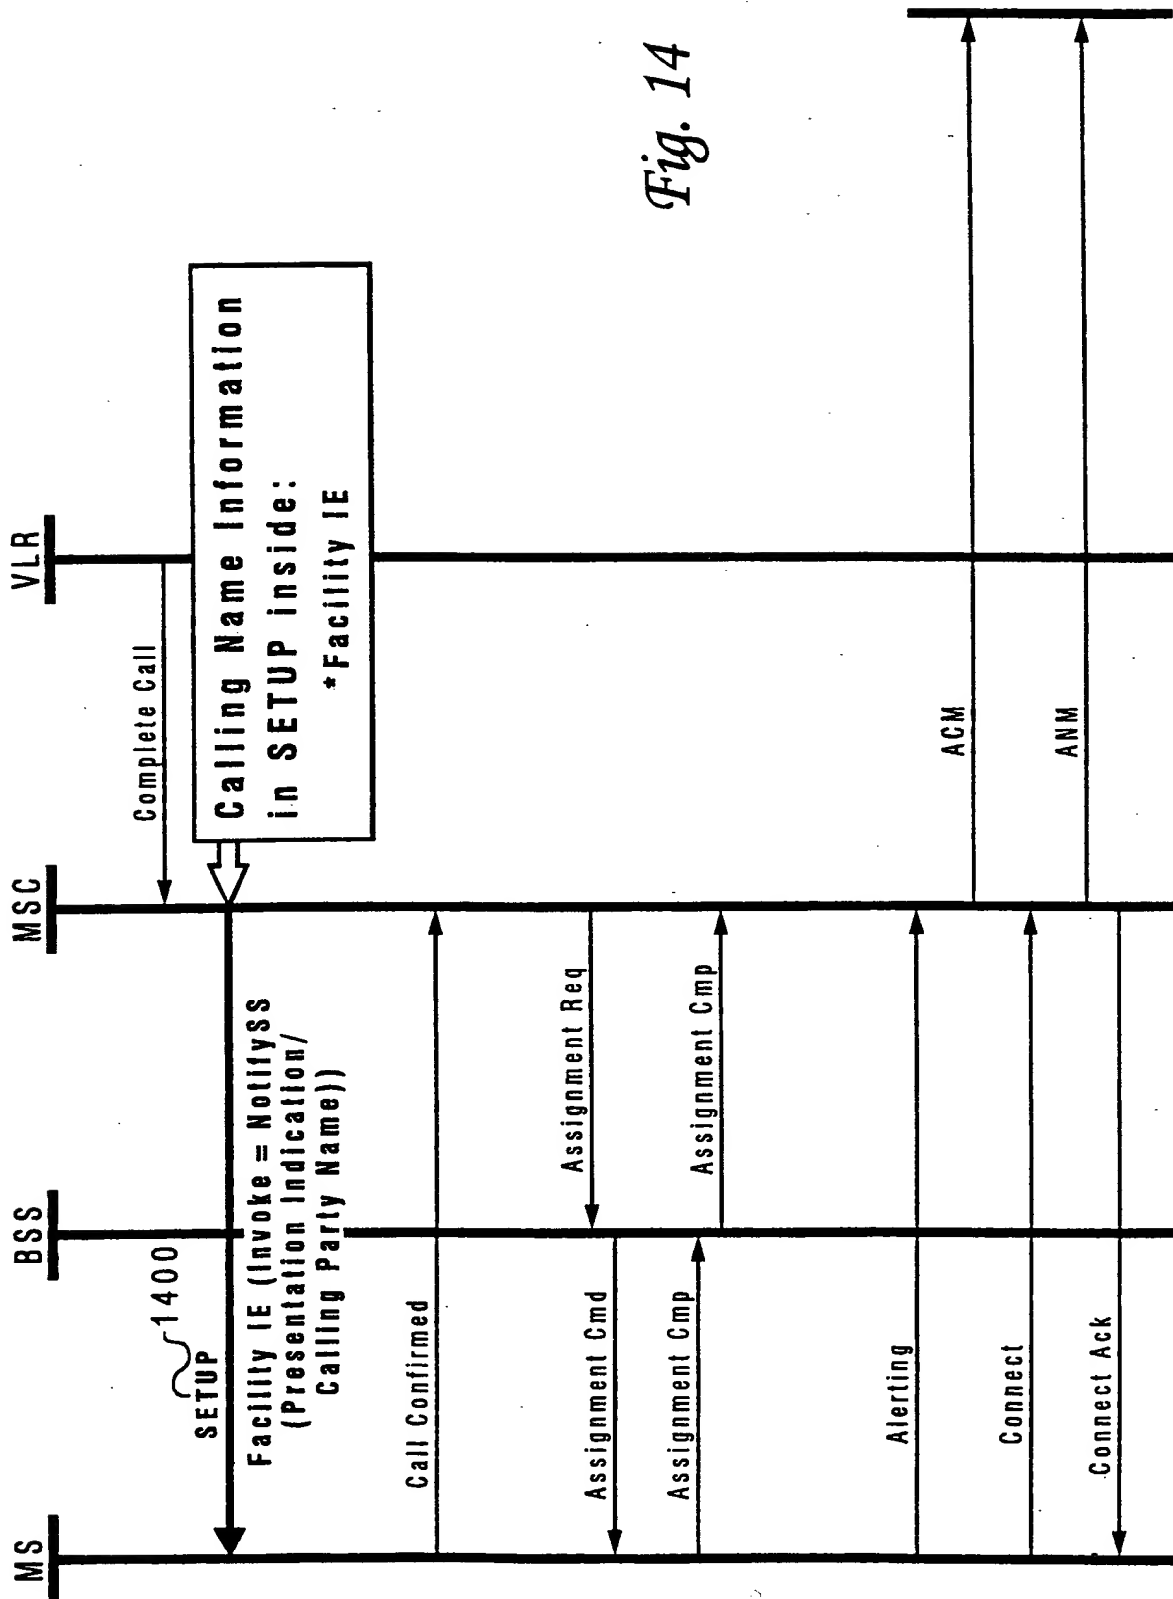 MS
BSS
MSC
VLR
Complete Call
1400
SETUP
Calling Name Information
in SETUP inside:
*Facility IE
Facility IE (Invoke = NotifySS
(Presentation Indication/
Calling Party Name))
Call Confirmed
Assignment Req
Assignment Cmd
Assignment Cmp
Assignment Cmp
Alerting
ACM
Connect
ANM
Connect Ack
Fig. 14